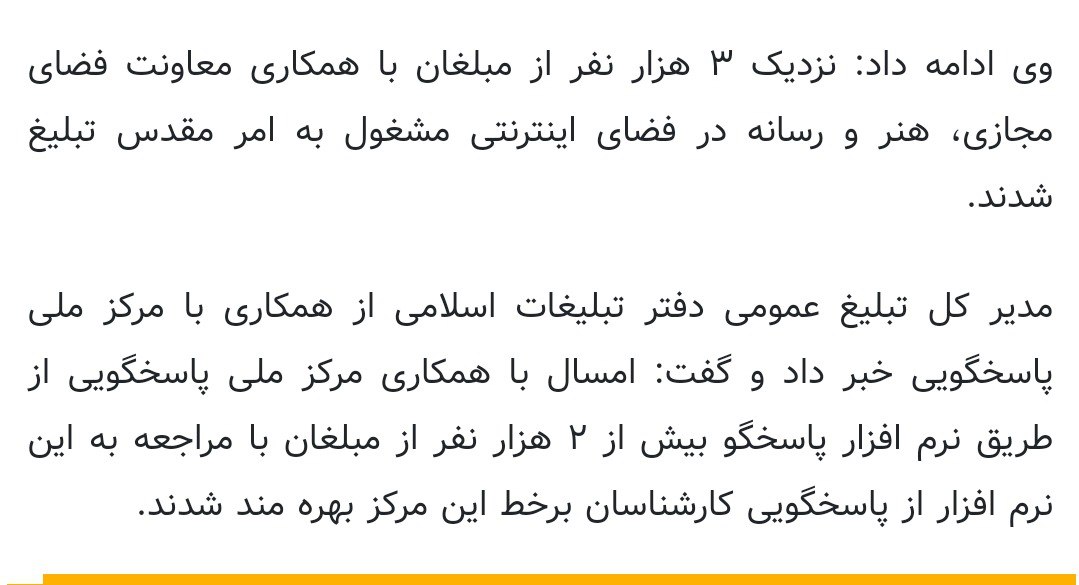 وی ادامه داد: نزدیک ۳ هزار نفر از مبلغان با همکاری معاونت فضای
مجازی، هنر و رسانه در فضای اینترنتی مشغول به امر مقدس تبلیغ
شدند.
مدیر کل تبلیغ عمومی دفتر تبلیغات اسلامی از همکاری با مرکز ملی
پاسخگویی خبر داد و گفت: امسال با همکاری مرکز ملی پاسخگویی از
طریق نرم افزار پاسخگو بیش از ۲ هزار نفر از مبلغان با مراجعه به این
نرم افزار از پاسخگویی کارشناسان برخط این مرکز بهره مند شدند.